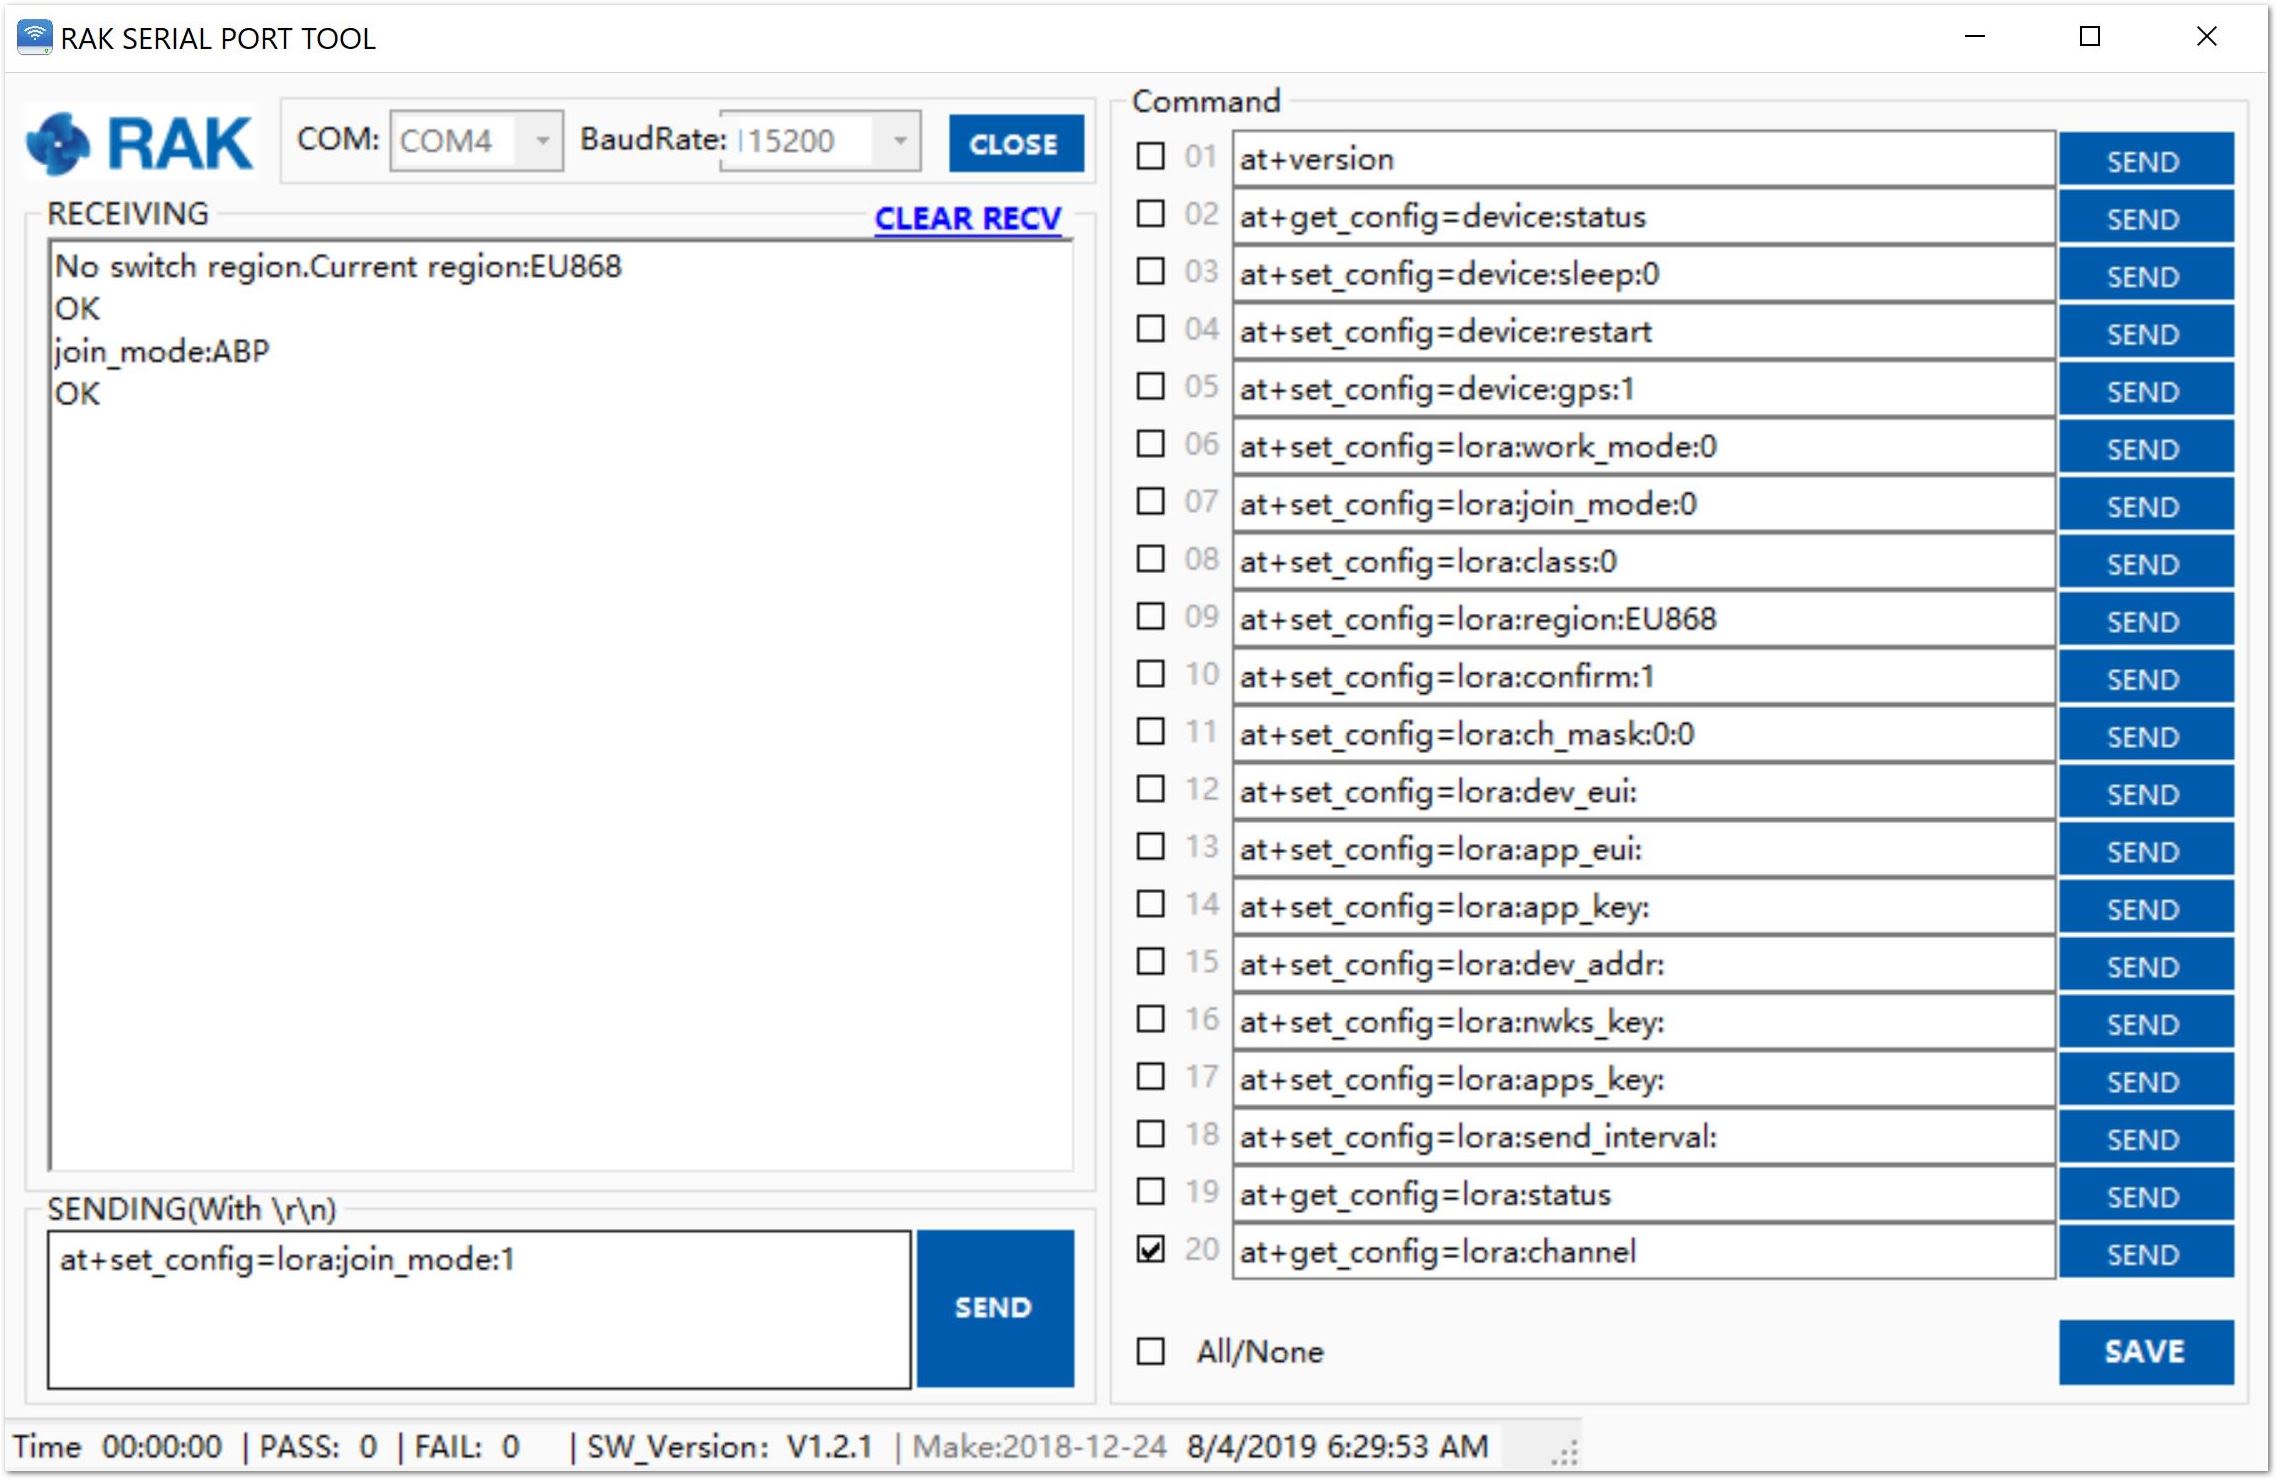 RAK SERIAL PORT TOOL
RAK
COM: COM4 BaudRate: 115200 CLOSE
RECEIVING CLEAR RECV
No switch region.Current region:EU868
OK
join_mode:ABP
OK
SENDING(With \r\n)
at+set_config=lora:join_mode:1
SEND
Command
01 at+version SEND
02 at+get_config=device:status SEND
03 at+set_config=device:sleep:0 SEND
04 at+set_config=device:restart SEND
05 at+set_config=device:gps:1 SEND
06 at+set_config=lora:work_mode:0 SEND
07 at+set_config=lora:join_mode:0 SEND
08 at+set_config=lora:class:0 SEND
09 at+set_config=lora:region:EU868 SEND
10 at+set_config=lora:confirm:1 SEND
11 at+set_config=lora:ch_mask:0:0 SEND
12 at+set_config=lora:dev_eui: SEND
13 at+set_config=lora:app_eui: SEND
14 at+set_config=lora:app_key: SEND
15 at+set_config=lora:dev_addr: SEND
16 at+set_config=lora:nwks_key: SEND
17 at+set_config=lora:apps_key: SEND
18 at+set_config=lora:send_interval: SEND
19 at+get_config=lora:status SEND
20 at+get_config=lora:channel SEND
All/None SAVE
Time 00:00:00 | PASS: 0 | FAIL: 0 | SW_Version: V1.2.1 | Make:2018-12-24 8/4/2019 6:29:53 AM